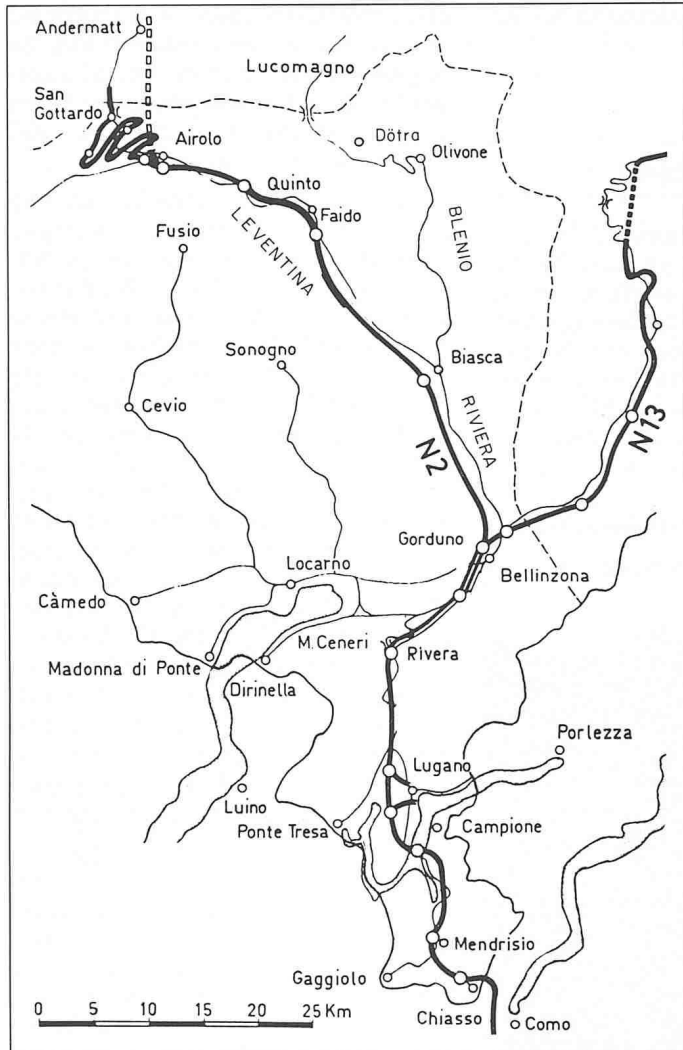 Andermatt
Lucomagno
San
Gottardo
Airolo
Dötra
Olivone
Quinto
Faido
LEVENTINA
BLENIO
Fusio
Sonogno
Biasca
Cevio
RIVIERA
N2
N13
Gorduno
Locarno
Bellinzona
Càmedo
M. Ceneri
Rivera
Madonna di Ponte
Dirinella
Porlezza
Lugano
Luino
Ponte Tresa
Campione
Mendrisio
Gaggiolo
Chiasso
Como
0 5 10 15 20 25 Km